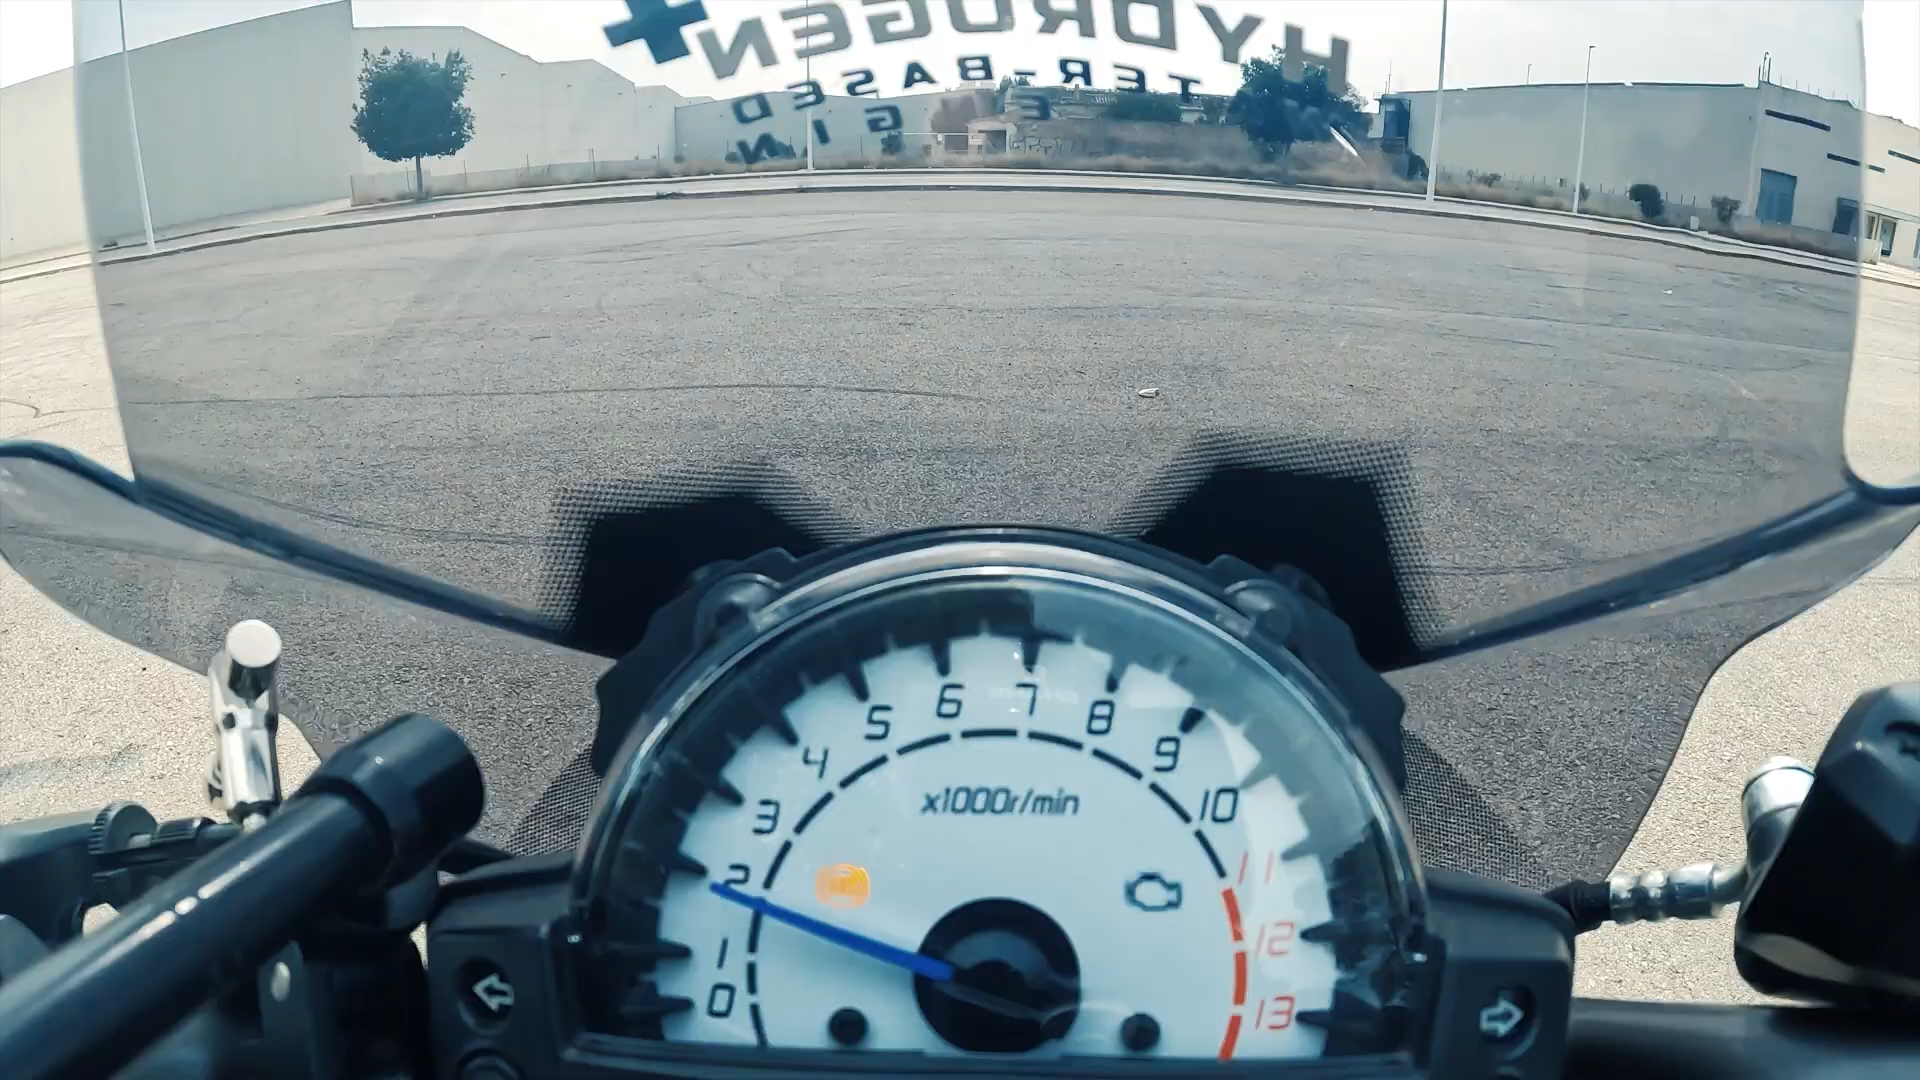 HYDROGEN+
TER-BASED
E GIN
0 1 2 3 4 5 6 7 8 9 10 11 12 13
x1000r/min